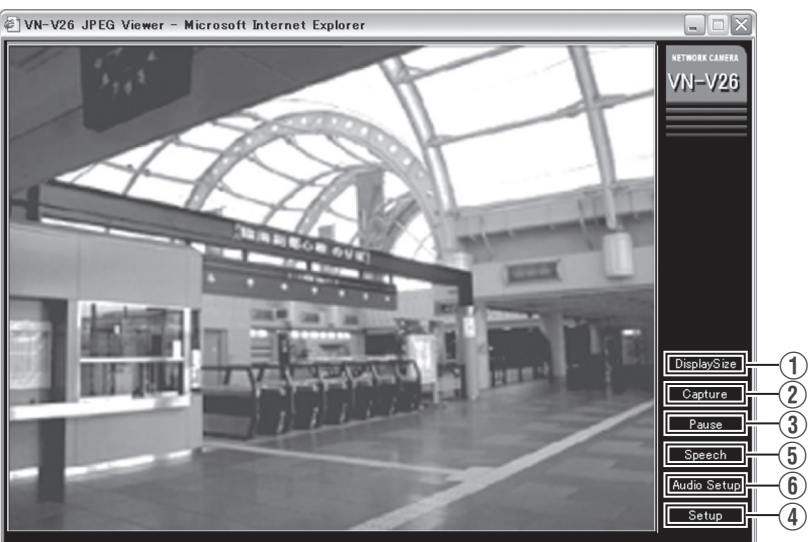 VN-V26 JPEG Viewer - Microsoft Internet Explorer
NETWORK CAMERA
VN-V26
DisplaySize ①
Capture ②
Pause ③
Speech ⑤
Audio Setup ⑥
Setup ④